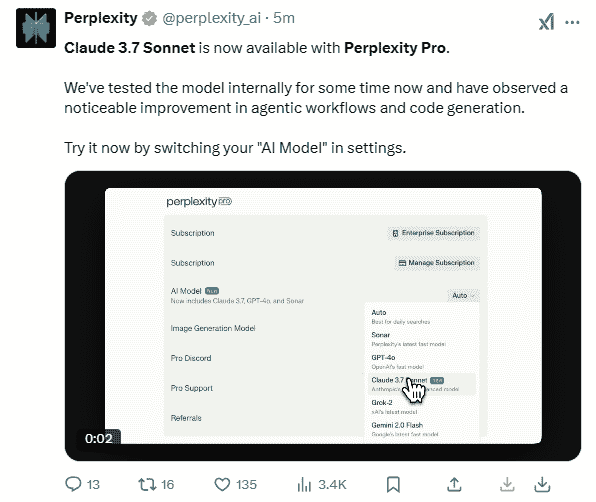 Perplexity @perplexity_ai · 5m
Claude 3.7 Sonnet is now available with Perplexity Pro.
We've tested the model internally for some time now and have observed a
noticeable improvement in agentic workflows and code generation.
Try it now by switching your "AI Model" in settings.
perplexity pro
Subscription
Enterprise Subscription
Subscription
Manage Subscription
AI Model New
Now includes Claude 3.7, GPT-4o, and Sonar
Auto
Image Generation Model
Pro Discord
Pro Support
Referrals
Auto
Best for daily searches
Sonar
Perplexity's latest fast model
GPT-4o
OpenAI's fast model
Claude 3.7 Sonnet New
model
Grok-2
xAI's latest model
Gemini 2.0 Flash
Google's latest fast model
0:02
13
16
135
3.4K